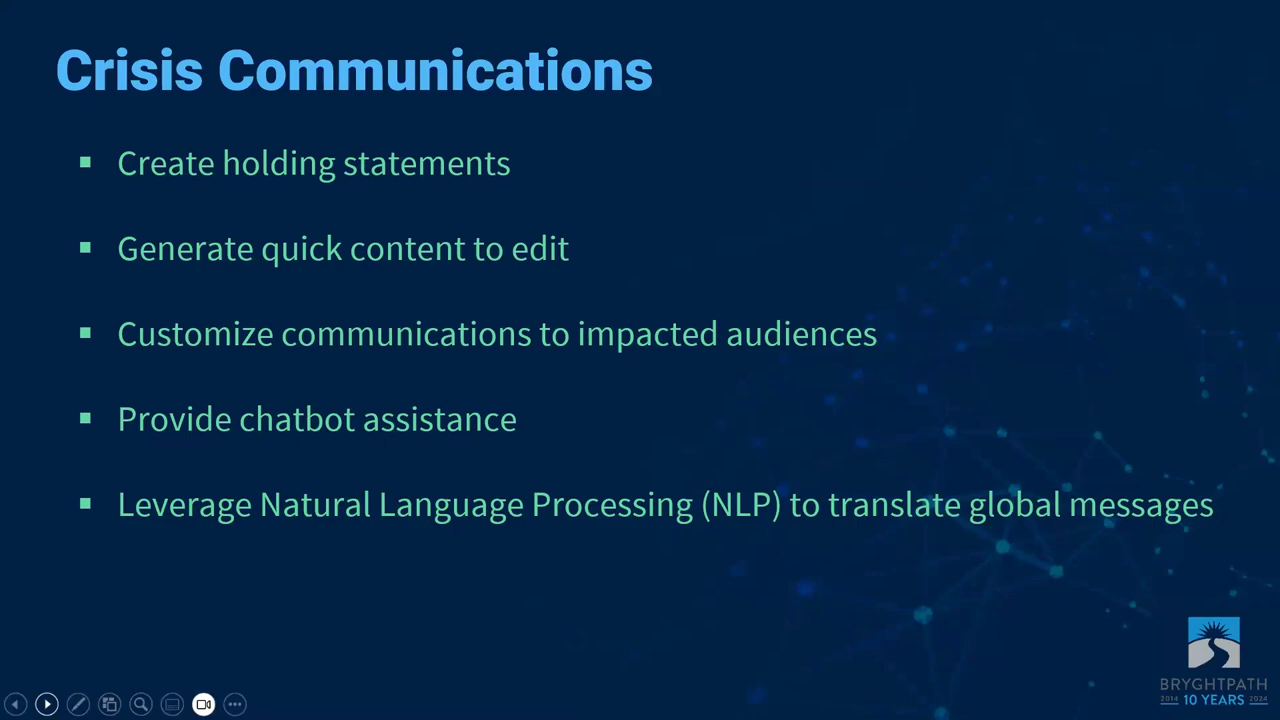 Crisis Communications
▪ Create holding statements
▪ Generate quick content to edit
▪ Customize communications to impacted audiences
▪ Provide chatbot assistance
▪ Leverage Natural Language Processing (NLP) to translate global messages
BRYGHTPATH
2014 10 YEARS 2024